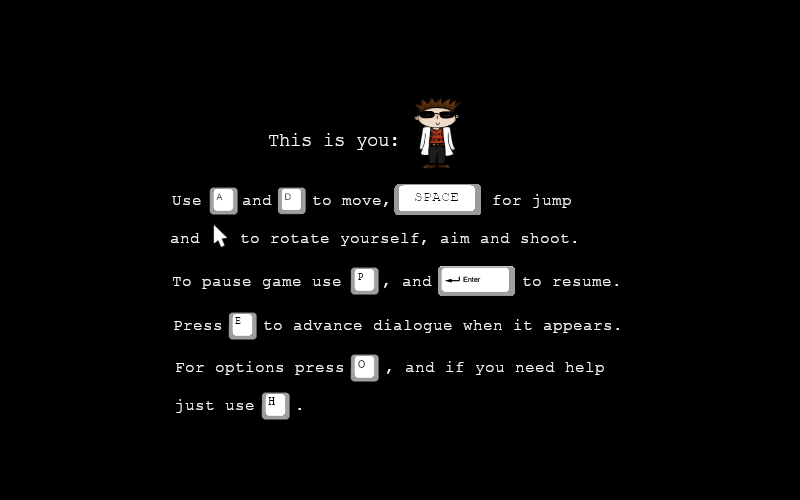 This is you:
Use A and D to move, SPACE for jump
and to rotate yourself, aim and shoot.
To pause game use P , and Enter to resume.
Press E to advance dialogue when it appears.
For options press O , and if you need help
just use H .